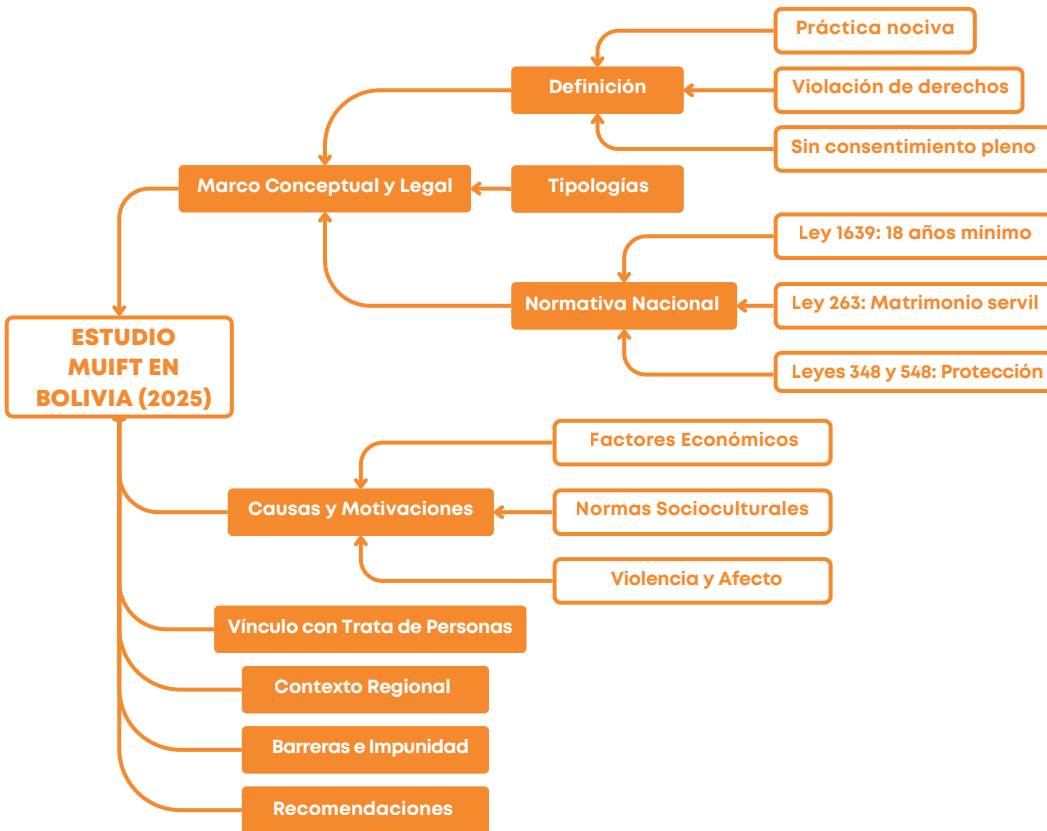 Práctica nociva
Definición
Violación de derechos
Sin consentimiento pleno
Marco Conceptual y Legal
Tipologías
Ley 1639: 18 años mínimo
Normativa Nacional
Ley 263: Matrimonio servil
Leyes 348 y 548: Protección
ESTUDIO
MUIFT EN
BOLIVIA (2025)
Factores Económicos
Causas y Motivaciones
Normas Socioculturales
Violencia y Afecto
Vínculo con Trata de Personas
Contexto Regional
Barreras e Impunidad
Recomendaciones